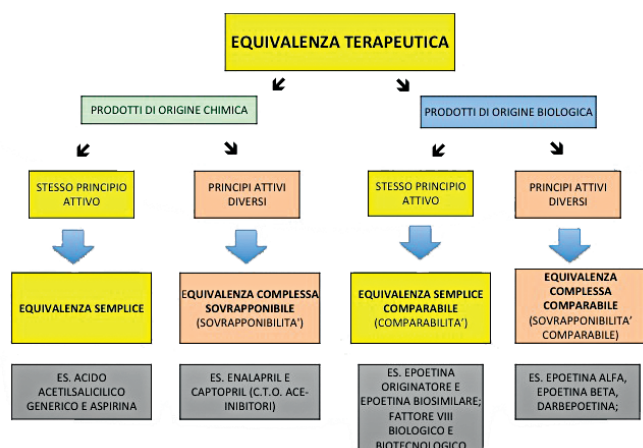 EQUIVALENZA TERAPEUTICA
PRODOTTI DI ORIGINE CHIMICA
PRODOTTI DI ORIGINE BIOLOGICA
STESSO PRINCIPIO
ATTIVO
PRINCIPI ATTIVI
DIVERSI
STESSO PRINCIPIO
ATTIVO
PRINCIPI ATTIVI
DIVERSI
EQUIVALENZA SEMPLICE
EQUIVALENZA COMPLESSA
SOVRAPPONIBILE
(SOVRAPPONIBILITA')
EQUIVALENZA SEMPLICE
COMPARABILE
(COMPARABILITA')
EQUIVALENZA
COMPLESSA
COMPARABILE
(SOVRAPPONIBILITA'
COMPARABILE)
ES. ACIDO
ACETILSALICILICO
GENERICO E ASPIRINA
ES. ENALAPRIL E
CAPTOPRIL (C.T.O. ACE-
INIBITORI)
ES. EPOETINA
ORIGINATORE E
EPOETINA BIOSIMILARE;
FATTORE VIII
BIOLOGICO E
BIOTECNOLOGICO
ES. EPOETINA ALFA,
EPOETINA BETA,
DARBEPOETINA;